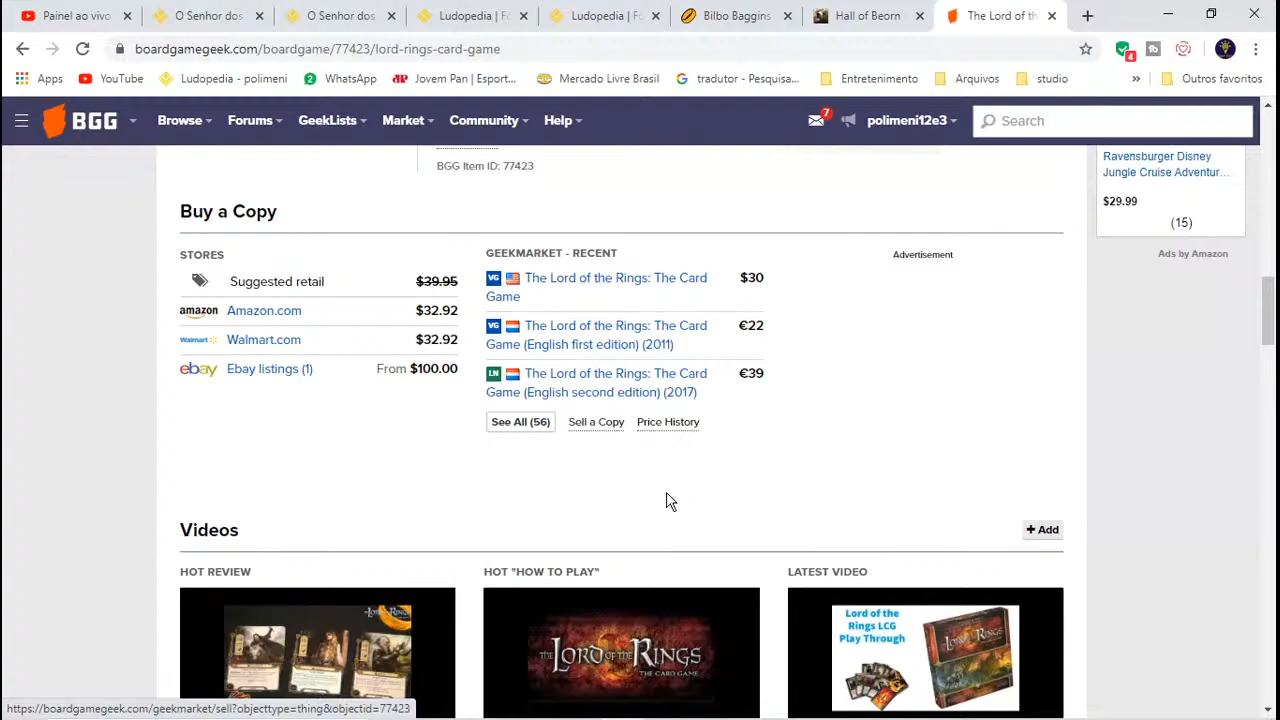 Painel ao vivo
O Senhor dos
O Senhor dos
Ludopedia | Fó
Ludopedia | Fó
Bilbo Baggins
Hall of Beorn
The Lord of th
boardgamegeek.com/boardgame/77423/lord-rings-card-game
4
Apps
YouTube
Ludopedia - polimeni
2
WhatsApp
Jovem Pan | Esport...
Mercado Livre Brasil
tradutor - Pesquisa...
Entretenimento
Arquivos
studio
»
Outros favoritos
BGG
Browse
Forums
GeekLists
Market
Community
Help
7
polimeni12e3
Search
BGG Item ID: 77423
Ravensburger Disney
Jungle Cruise Adventur...
$29.99
(15)
Ads by Amazon
Buy a Copy
STORES
Suggested retail $39.95
amazon Amazon.com $32.92
Walmart Walmart.com $32.92
ebay Ebay listings (1) From $100.00
GEEKMARKET - RECENT
VG The Lord of the Rings: The Card $30
Game
VG The Lord of the Rings: The Card €22
Game (English first edition) (2011)
LN The Lord of the Rings: The Card €39
Game (English second edition) (2017)
See All (56) Sell a Copy Price History
Advertisement
Videos
+ Add
HOT REVIEW
HOT "HOW TO PLAY"
LATEST VIDEO
THE LORD OF THE RINGS
THE CARD GAME
Lord of the
Rings LCG
Play Through
https://boardgamegeek.com/geekmarket/sell?objecttype=thing&objectid=77423